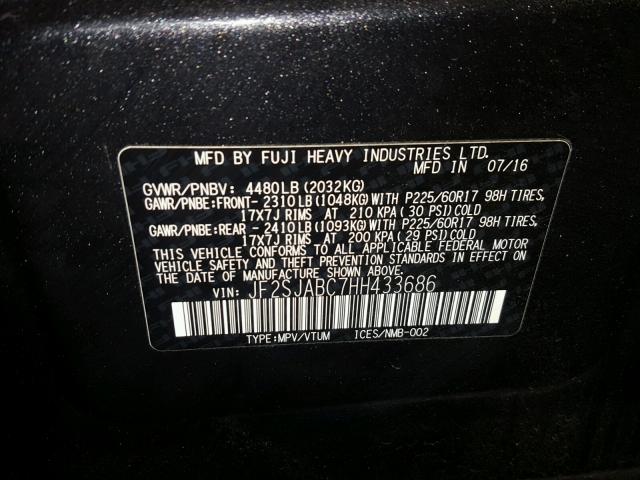 MFD BY FUJI HEAVY INDUSTRIES LTD.
MFD IN 07/16
GVWR/PNBV: 4480LB(2032KG)
GAWR/PNBE:FRONT- 2310LB(1048KG)WITH P225/60R17 98H TIRES,
17X7J RIMS AT 210 KPA(30 PSI)COLD
GAWR/PNBE:REAR - 2410LB(1093KG)WITH P225/60R17 98H TIRES,
17X7J RIMS AT 200 KPA(29 PSI)COLD
THIS VEHICLE CONFORMS TO ALL APPLICABLE FEDERAL MOTOR
VEHICLE SAFETY AND THEFT PREVENTION STANDARDS IN EFFECT ON
THE DATE OF MANUFACTURE SHOWN ABOVE.
VIN: JF2SJABC7HH433686
TYPE:MPV/VTUM ICES/NMB-002